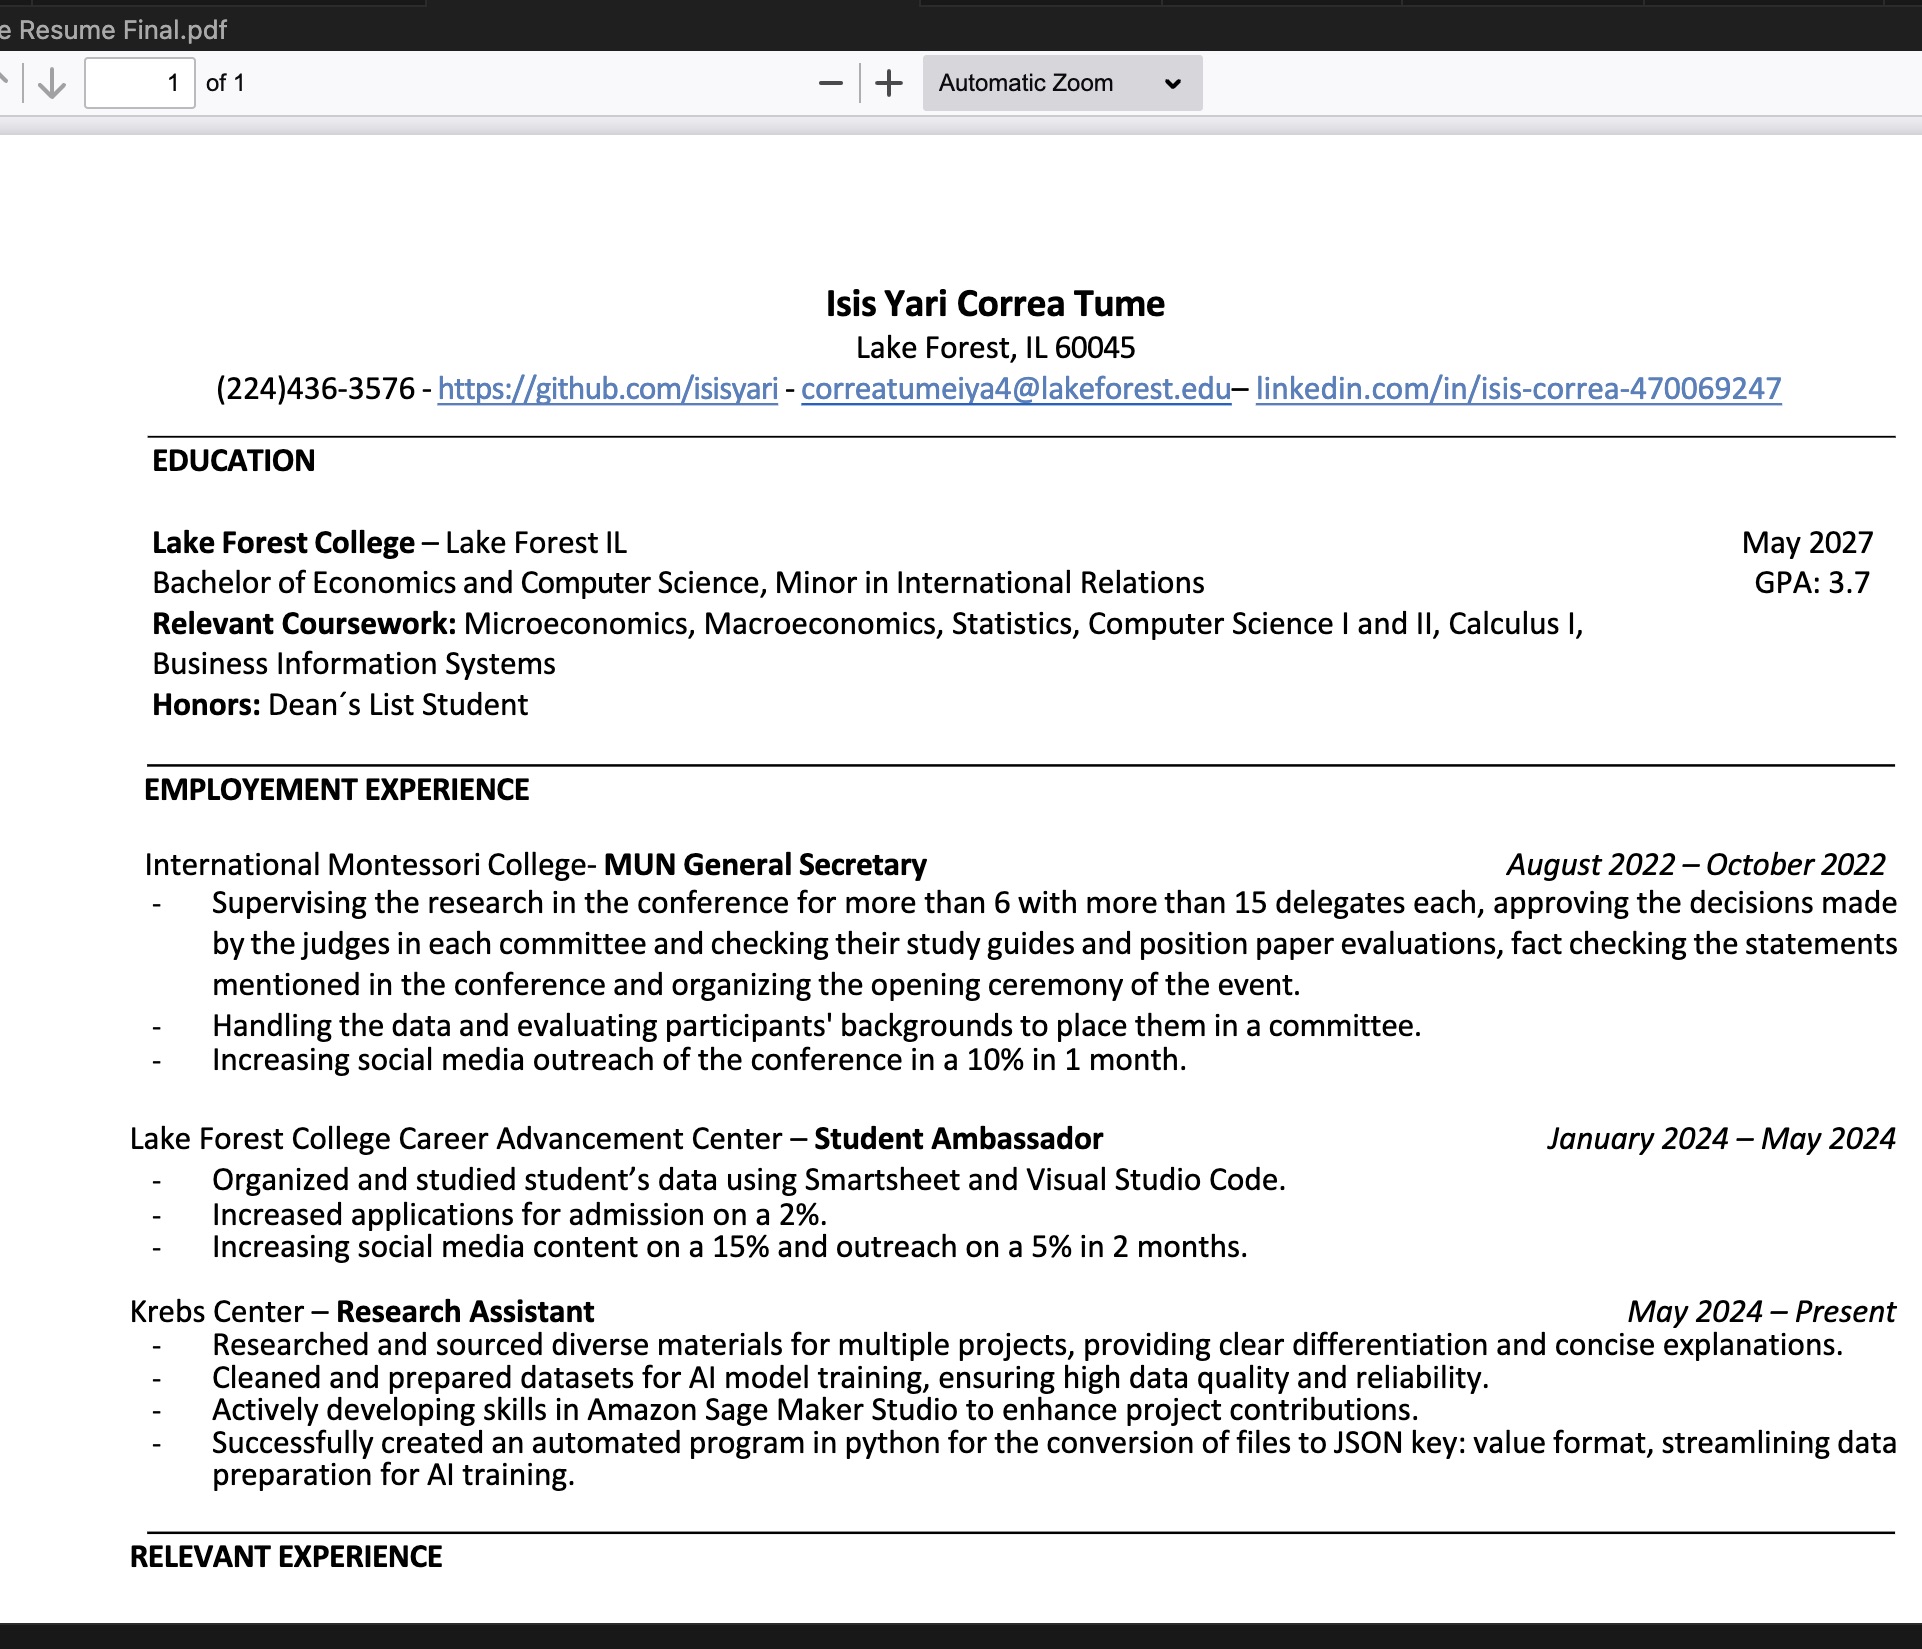 e Resume Final.pdf
1 of 1 Automatic Zoom
Isis Yari Correa Tume
Lake Forest, IL 60045
(224)436-3576 - https://github.com/isisyari - correatumeiya4@lakeforest.edu– linkedin.com/in/isis-correa-470069247
EDUCATION
Lake Forest College – Lake Forest IL May 2027
Bachelor of Economics and Computer Science, Minor in International Relations GPA: 3.7
Relevant Coursework: Microeconomics, Macroeconomics, Statistics, Computer Science I and II, Calculus I,
Business Information Systems
Honors: Dean´s List Student
EMPLOYEMENT EXPERIENCE
International Montessori College- MUN General Secretary August 2022 – October 2022
- Supervising the research in the conference for more than 6 with more than 15 delegates each, approving the decisions made
by the judges in each committee and checking their study guides and position paper evaluations, fact checking the statements
mentioned in the conference and organizing the opening ceremony of the event.
- Handling the data and evaluating participants' backgrounds to place them in a committee.
- Increasing social media outreach of the conference in a 10% in 1 month.
Lake Forest College Career Advancement Center – Student Ambassador January 2024 – May 2024
- Organized and studied student’s data using Smartsheet and Visual Studio Code.
- Increased applications for admission on a 2%.
- Increasing social media content on a 15% and outreach on a 5% in 2 months.
Krebs Center – Research Assistant May 2024 – Present
- Researched and sourced diverse materials for multiple projects, providing clear differentiation and concise explanations.
- Cleaned and prepared datasets for AI model training, ensuring high data quality and reliability.
- Actively developing skills in Amazon Sage Maker Studio to enhance project contributions.
- Successfully created an automated program in python for the conversion of files to JSON key: value format, streamlining data
preparation for AI training.
RELEVANT EXPERIENCE